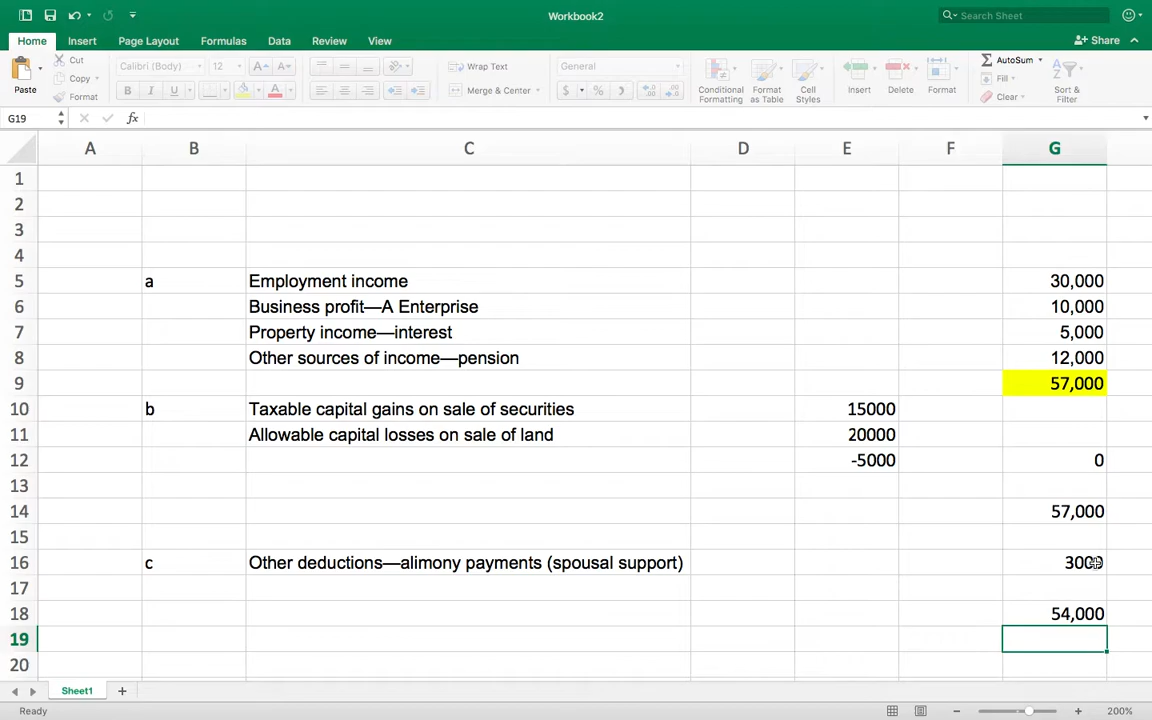 Workbook2
Search Sheet
Home Insert Page Layout Formulas Data Review View
Share
Paste
Cut
Copy
Format
Calibri (Body) 12 A A
B I U A
Wrap Text
Merge & Center
General
$ %
Conditional Formatting
Format as Table
Cell Styles
Insert
Delete
Format
AutoSum
Fill
Clear
Sort & Filter
G19 fx
A B C D E F G
1
2
3
4
5 a Employment income 30,000
6 Business profit—A Enterprise 10,000
7 Property income—interest 5,000
8 Other sources of income—pension 12,000
9 57,000
10 b Taxable capital gains on sale of securities 15000
11 Allowable capital losses on sale of land 20000
12 -5000 0
13
14 57,000
15
16 c Other deductions—alimony payments (spousal support) 3000
17
18 54,000
19
20
Sheet1
Ready 200%